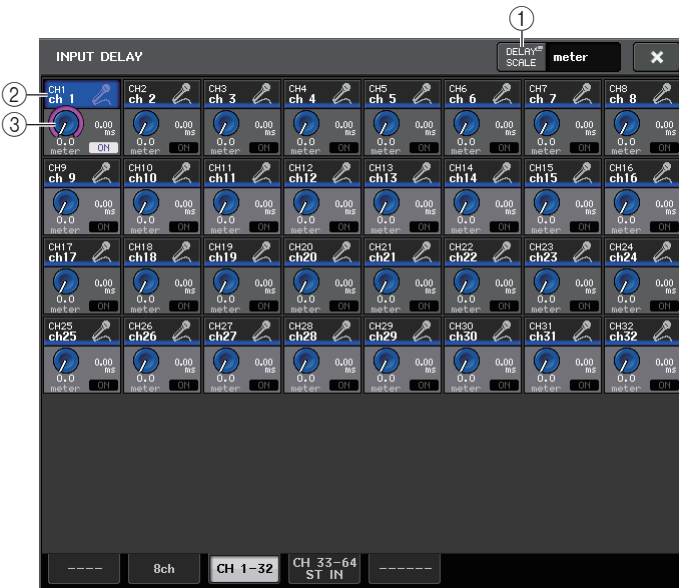 ①
INPUT DELAY
DELAY SCALE meter ×
② CH1 CH2 CH3 CH4 CH5 CH6 CH7 CH8
ch 1 ch 2 ch 3 ch 4 ch 5 ch 6 ch 7 ch 8
③ 0.00 0.00 0.00 0.00 0.00 0.00 0.00 0.00
ms ms ms ms ms ms ms ms
0.0 0.0 0.0 0.0 0.0 0.0 0.0 0.0
meter ON meter ON meter ON meter ON meter ON meter ON meter ON meter ON
CH9 CH10 CH11 CH12 CH13 CH14 CH15 CH16
ch 9 ch10 ch11 ch12 ch13 ch14 ch15 ch16
0.00 0.00 0.00 0.00 0.00 0.00 0.00 0.00
ms ms ms ms ms ms ms ms
0.0 0.0 0.0 0.0 0.0 0.0 0.0 0.0
meter ON meter ON meter ON meter ON meter ON meter ON meter ON meter ON
CH17 CH18 CH19 CH20 CH21 CH22 CH23 CH24
ch17 ch18 ch19 ch20 ch21 ch22 ch23 ch24
0.00 0.00 0.00 0.00 0.00 0.00 0.00 0.00
ms ms ms ms ms ms ms ms
0.0 0.0 0.0 0.0 0.0 0.0 0.0 0.0
meter ON meter ON meter ON meter ON meter ON meter ON meter ON meter ON
CH25 CH26 CH27 CH28 CH29 CH30 CH31 CH32
ch25 ch26 ch27 ch28 ch29 ch30 ch31 ch32
0.00 0.00 0.00 0.00 0.00 0.00 0.00 0.00
ms ms ms ms ms ms ms ms
0.0 0.0 0.0 0.0 0.0 0.0 0.0 0.0
meter ON meter ON meter ON meter ON meter ON meter ON meter ON meter ON
---- 8ch CH 1-32 CH 33-64 ------
ST IN